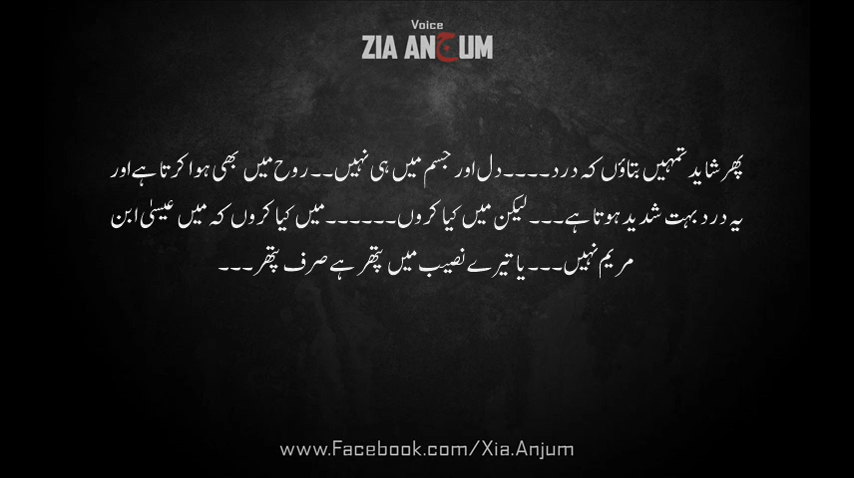 Voice
ZIA ANجUM
پھر شاید تمہیں بتاؤں کہ درد ۔۔۔۔ دل اور جسم میں ہی نہیں ۔۔ روح میں بھی ہوا کرتا ہے اور
یہ درد بہت شدید ہوتا ہے ۔۔۔ لیکن میں کیا کروں ۔۔۔۔۔۔ میں کیا کروں کہ میں عیسیٰ ابن
مریم نہیں ۔۔۔ یا تیرے نصیب میں پتھر ہے صرف پتھر ۔۔۔
www.Facebook.com/Xia.Anjum